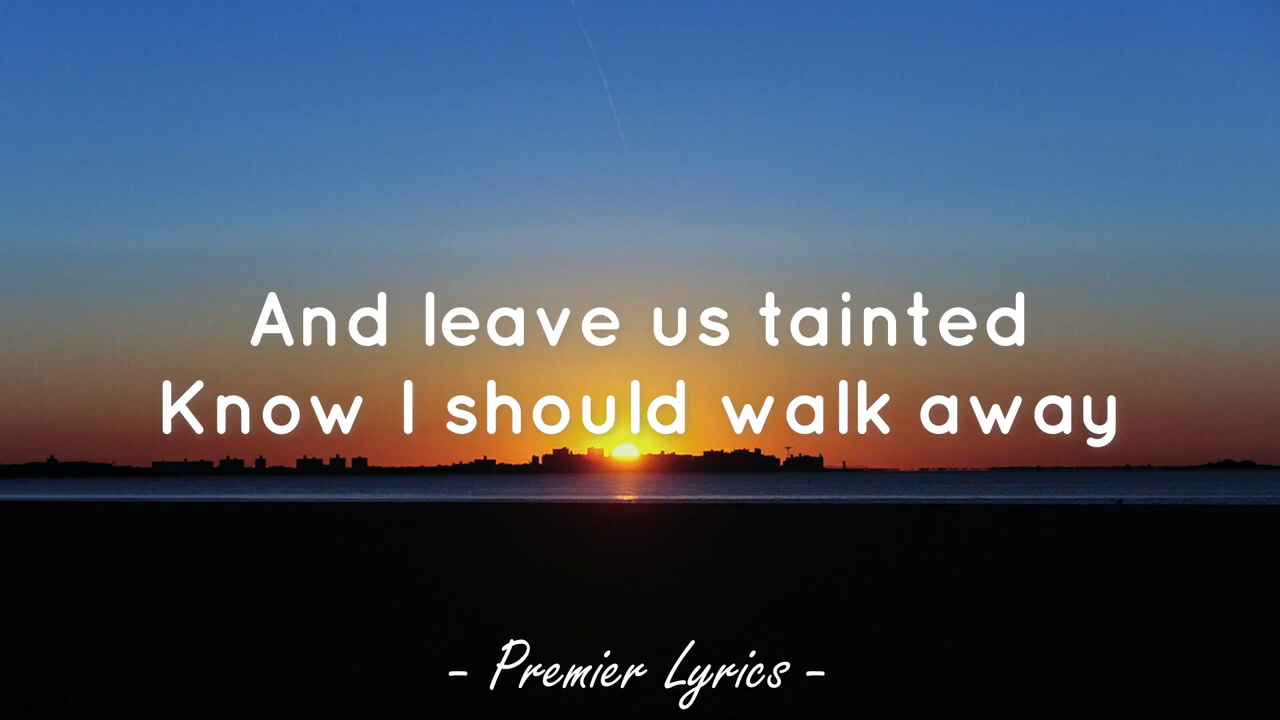 And leave us tainted
Know I should walk away
- Premier Lyrics -